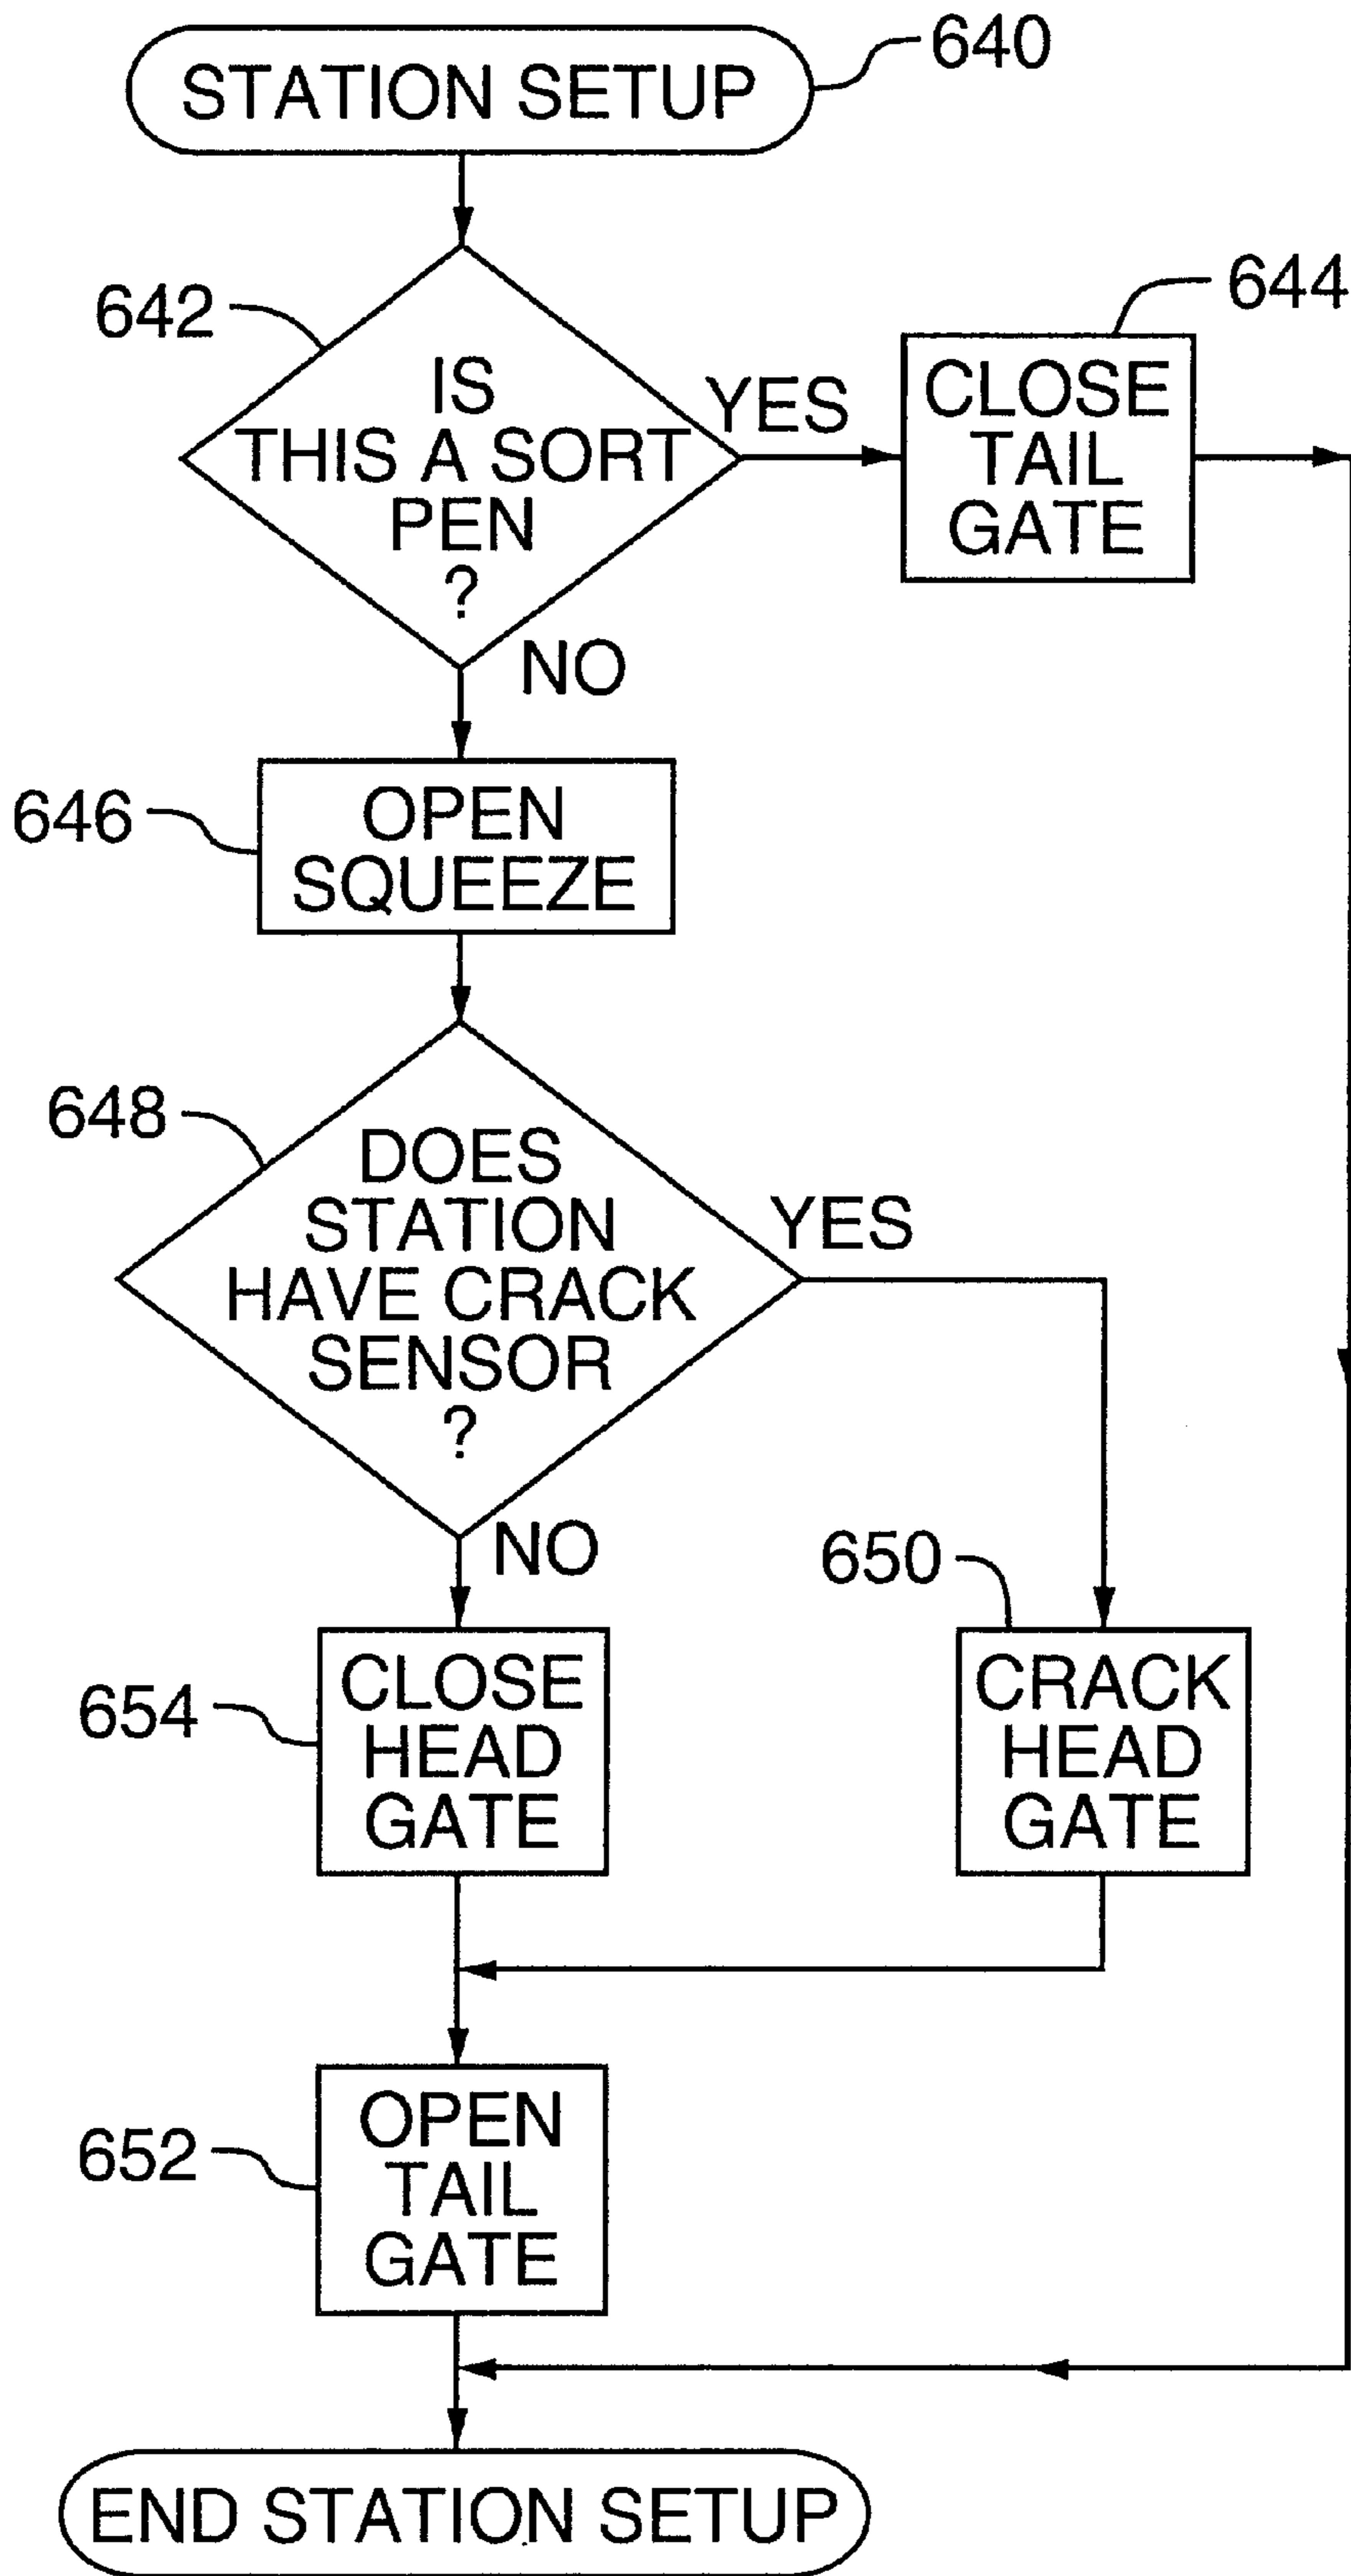 STATION SETUP
640
642
IS
THIS A SORT
PEN
?
YES
644
CLOSE
TAIL
GATE
NO
646
OPEN
SQUEEZE
648
DOES
STATION
HAVE CRACK
SENSOR
?
YES
NO
650
654
CLOSE
HEAD
GATE
CRACK
HEAD
GATE
652
OPEN
TAIL
GATE
END STATION SETUP